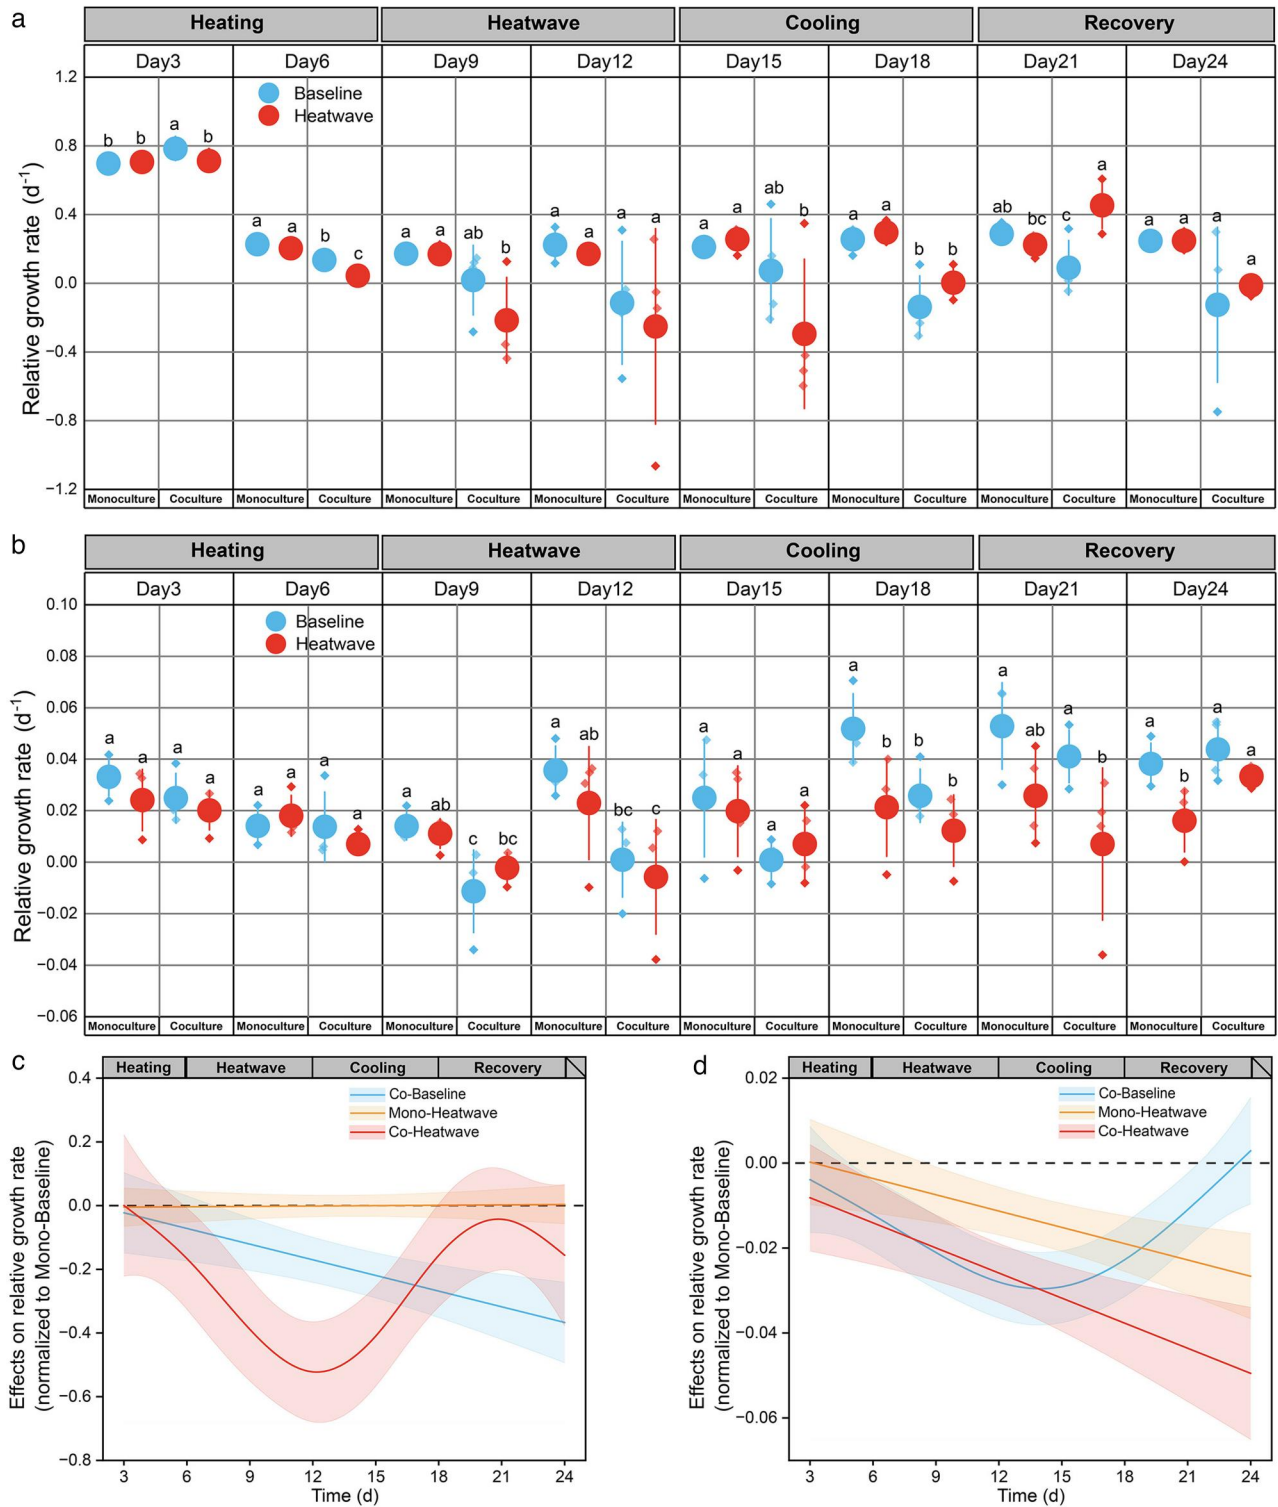 a
Heating Heatwave Cooling Recovery
Day3 Day6 Day9 Day12 Day15 Day18 Day21 Day24
Relative growth rate (d-1)
1.2
0.8
0.4
0.0
−0.4
−0.8
−1.2
Baseline
Heatwave
b b a b a a b c a a ab b a a a a a a ab b a a b b ab bc c a a a a a
Monoculture Coculture Monoculture Coculture Monoculture Coculture Monoculture Coculture Monoculture Coculture Monoculture Coculture Monoculture Coculture Monoculture Coculture
b
Heating Heatwave Cooling Recovery
Day3 Day6 Day9 Day12 Day15 Day18 Day21 Day24
Relative growth rate (d-1)
0.10
0.08
0.06
0.04
0.02
0.00
−0.02
−0.04
−0.06
Baseline
Heatwave
a a a a a a a a a ab c bc a ab bc c a a a a a b b b a ab a b a b a a
Monoculture Coculture Monoculture Coculture Monoculture Coculture Monoculture Coculture Monoculture Coculture Monoculture Coculture Monoculture Coculture Monoculture Coculture
c
Heating Heatwave Cooling Recovery
Effects on relative growth rate
(normalized to Mono-Baseline)
0.4
0.2
0.0
−0.2
−0.4
−0.6
−0.8
Co-Baseline
Mono-Heatwave
Co-Heatwave
3 6 9 12 15 18 21 24
Time (d)
d
Heating Heatwave Cooling Recovery
Effects on relative growth rate
(normalized to Mono-Baseline)
0.02
0.00
−0.02
−0.04
−0.06
Co-Baseline
Mono-Heatwave
Co-Heatwave
3 6 9 12 15 18 21 24
Time (d)